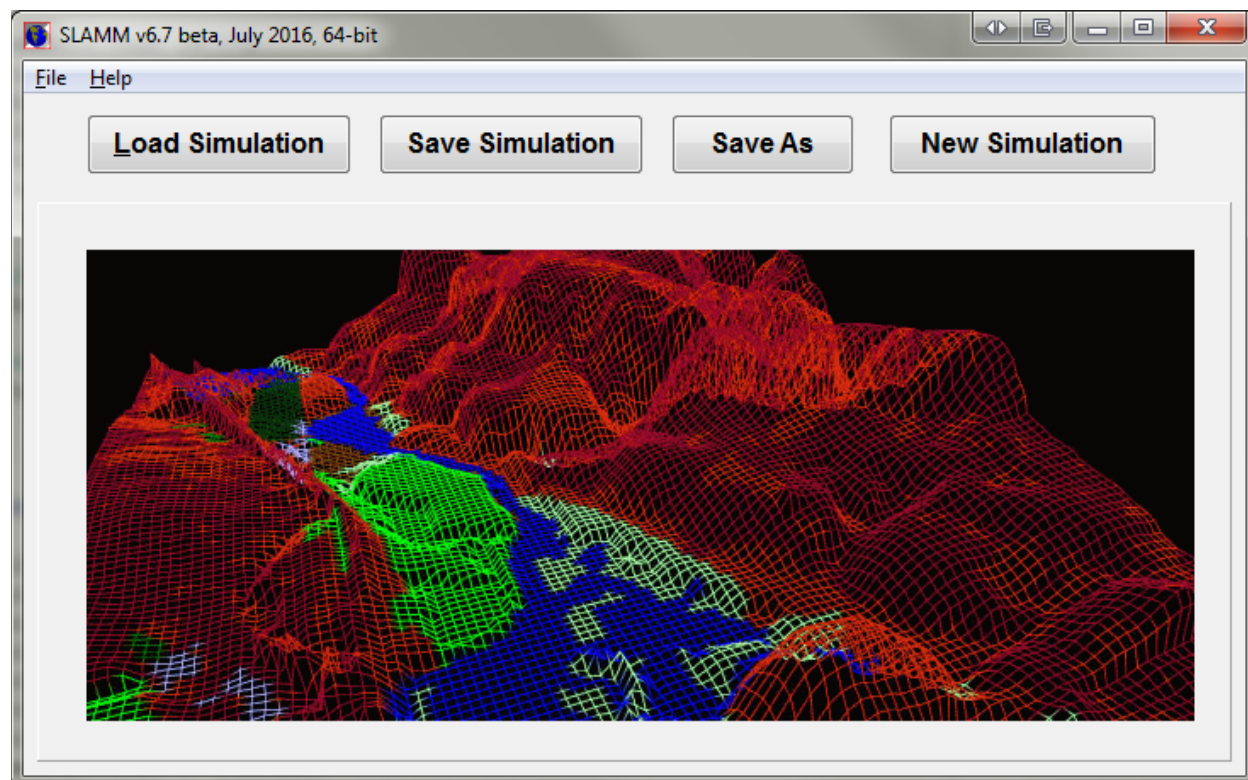 SLAMM v6.7 beta, July 2016, 64-bit
File Help
Load Simulation Save Simulation Save As New Simulation